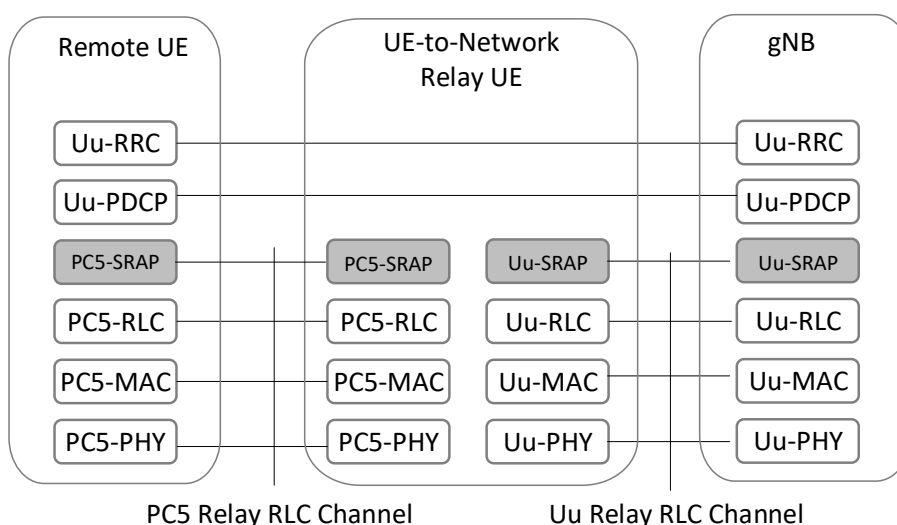 Remote UE
UE-to-Network
Relay UE
gNB
Uu-RRC
Uu-RRC
Uu-PDCP
Uu-PDCP
PC5-SRAP
PC5-SRAP
Uu-SRAP
Uu-SRAP
PC5-RLC
PC5-RLC
Uu-RLC
Uu-RLC
PC5-MAC
PC5-MAC
Uu-MAC
Uu-MAC
PC5-PHY
PC5-PHY
Uu-PHY
Uu-PHY
PC5 Relay RLC Channel
Uu Relay RLC Channel